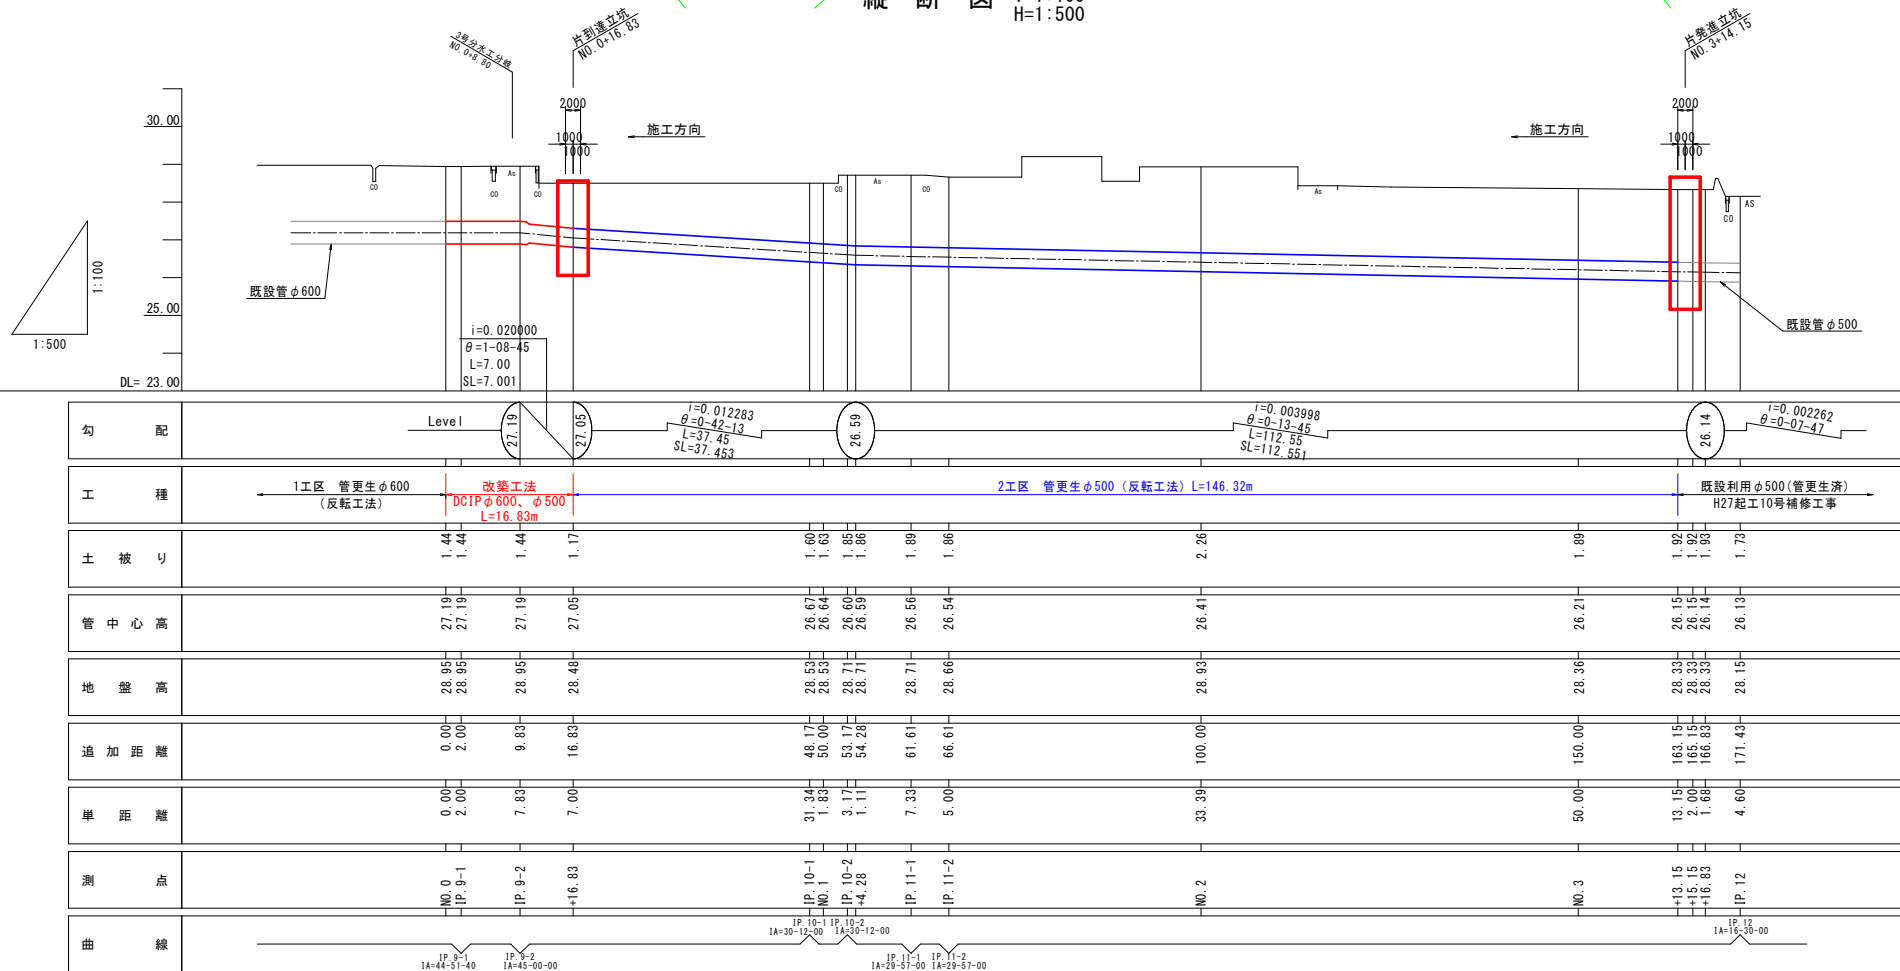 縦 断 図
H=1:500
3号分水工分岐
NO.0+8.80
片到達立坑
NO.0+16.83
片発進立坑
NO.3+14.15
2000
1000
1000
施工方向
施工方向
2000
1000
1000
30.00
25.00
DL= 23.00
1:100
1:500
CO
CO
As
CO
CO
As
CO
As
CO
AS
既設管φ600
既設管φ500
i=0.020000
θ=1-08-45
L=7.00
SL=7.001
勾 配
Level
27.19
27.05
i=0.012283
θ=0-42-13
L=37.45
SL=37.453
26.59
i=0.003998
θ=0-13-45
L=112.55
SL=112.551
26.14
i=0.002262
θ=0-07-47
工 種
1工区 管更生φ600
(反転工法)
改築工法
DCIPφ600、φ500
L=16.83m
2工区 管更生φ500(反転工法)L=146.32m
既設利用φ500(管更生済)
H27起工10号補修工事
土 被 り
1.44 1.44 1.44 1.17 1.60 1.63 1.85 1.86 1.89 1.86 2.26 1.89 1.92 1.92 1.93 1.73
管 中 心 高
27.19 27.19 27.19 27.05 26.67 26.64 26.60 26.59 26.56 26.54 26.41 26.21 26.15 26.15 26.14 26.13
地 盤 高
28.95 28.95 28.95 28.48 28.53 28.53 28.71 28.71 28.71 28.66 28.93 28.36 28.33 28.33 28.33 28.15
追 加 距 離
0.00 2.00 9.83 16.83 48.17 50.00 53.17 54.28 61.61 66.61 100.00 150.00 163.15 165.15 166.83 171.43
単 距 離
0.00 2.00 7.83 7.00 31.34 1.83 3.17 1.11 7.33 5.00 33.39 50.00 13.15 2.00 1.68 4.60
測 点
NO.0 IP.9-1 IP.9-2 +16.83 IP.10-1 NO.1 IP.10-2 +4.28 IP.11-1 IP.11-2 NO.2 NO.3 +13.15 +15.15 +16.83 IP.12
曲 線
IP.9-1
IA=44-51-40
IP.9-2
IA=45-00-00
IP.10-1
IA=30-12-00
IP.10-2
IA=30-12-00
IP.11-1
IA=29-57-00
IP.11-2
IA=29-57-00
IP.12
IA=16-30-00